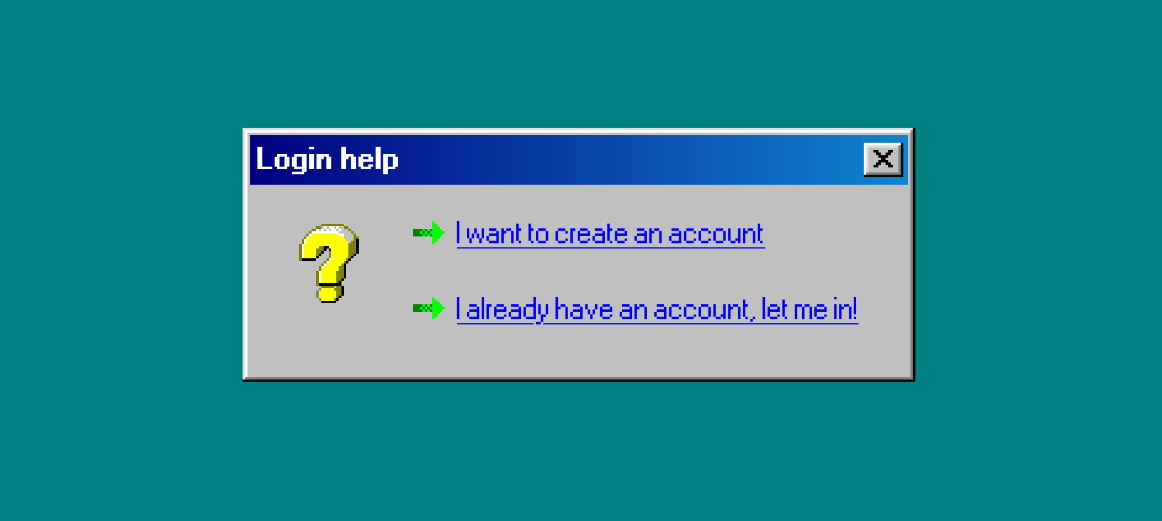 Login help
I want to create an account
I already have an account, let me in!